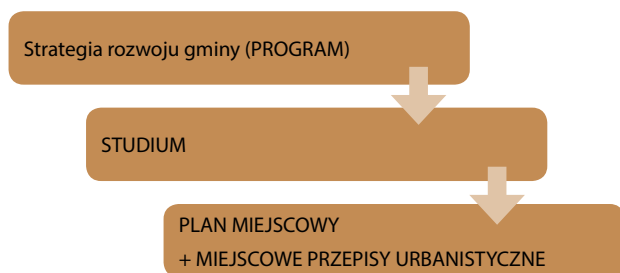 Strategia rozwoju gminy (PROGRAM)
STUDIUM
PLAN MIEJSCOWY
+ MIEJSCOWE PRZEPISY URBANISTYCZNE